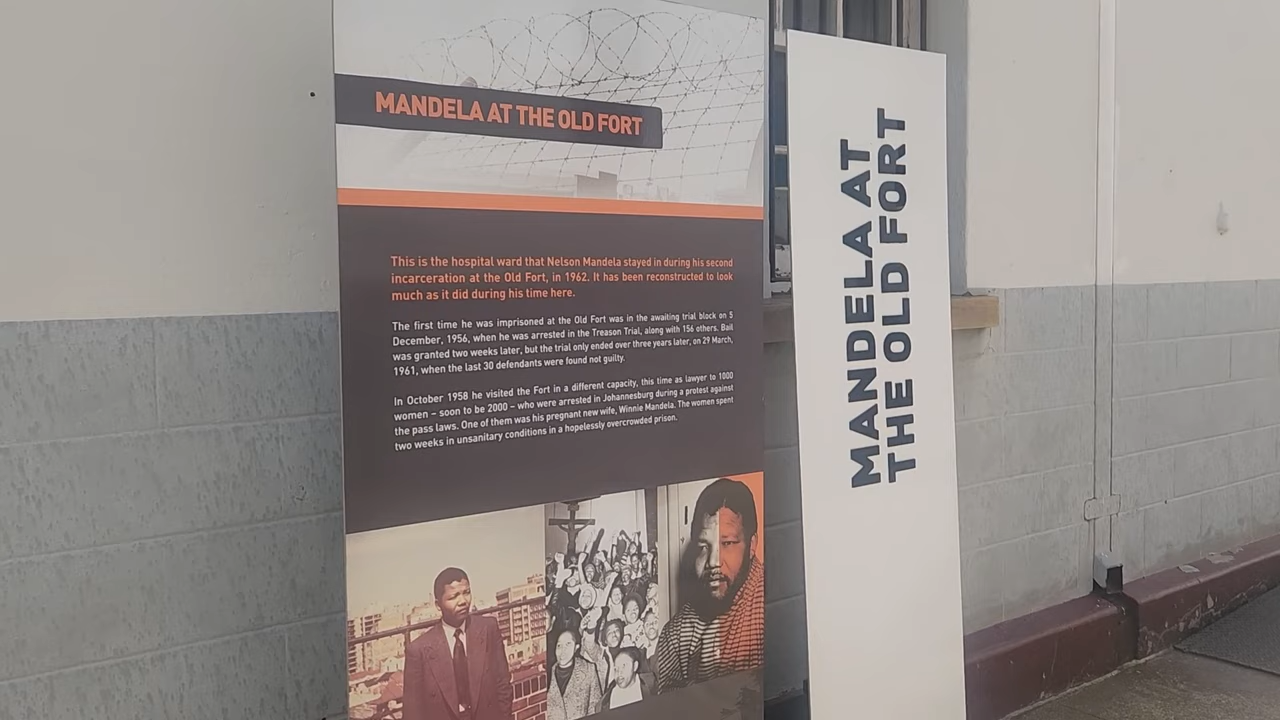 MANDELA AT THE OLD FORT
This is the hospital ward that Nelson Mandela stayed in during his second
incarceration at the Old Fort, in 1962. It has been reconstructed to look
much as it did during his time here.
The first time he was imprisoned at the Old Fort was in the awaiting trial block on 5
December, 1956, when he was arrested in the Treason Trial, along with 156 others. Bail
was granted two weeks later, but the trial only ended over three years later, on 29 March,
1961, when the last 30 defendants were found not guilty.
In October 1958 he visited the Fort in a different capacity, this time as lawyer to 1000
women – soon to be 2000 – who were arrested in Johannesburg during a protest against
the pass laws. One of them was his pregnant new wife, Winnie Mandela. The women spent
two weeks in unsanitary conditions in a hopelessly overcrowded prison.
MANDELA AT
THE OLD FORT